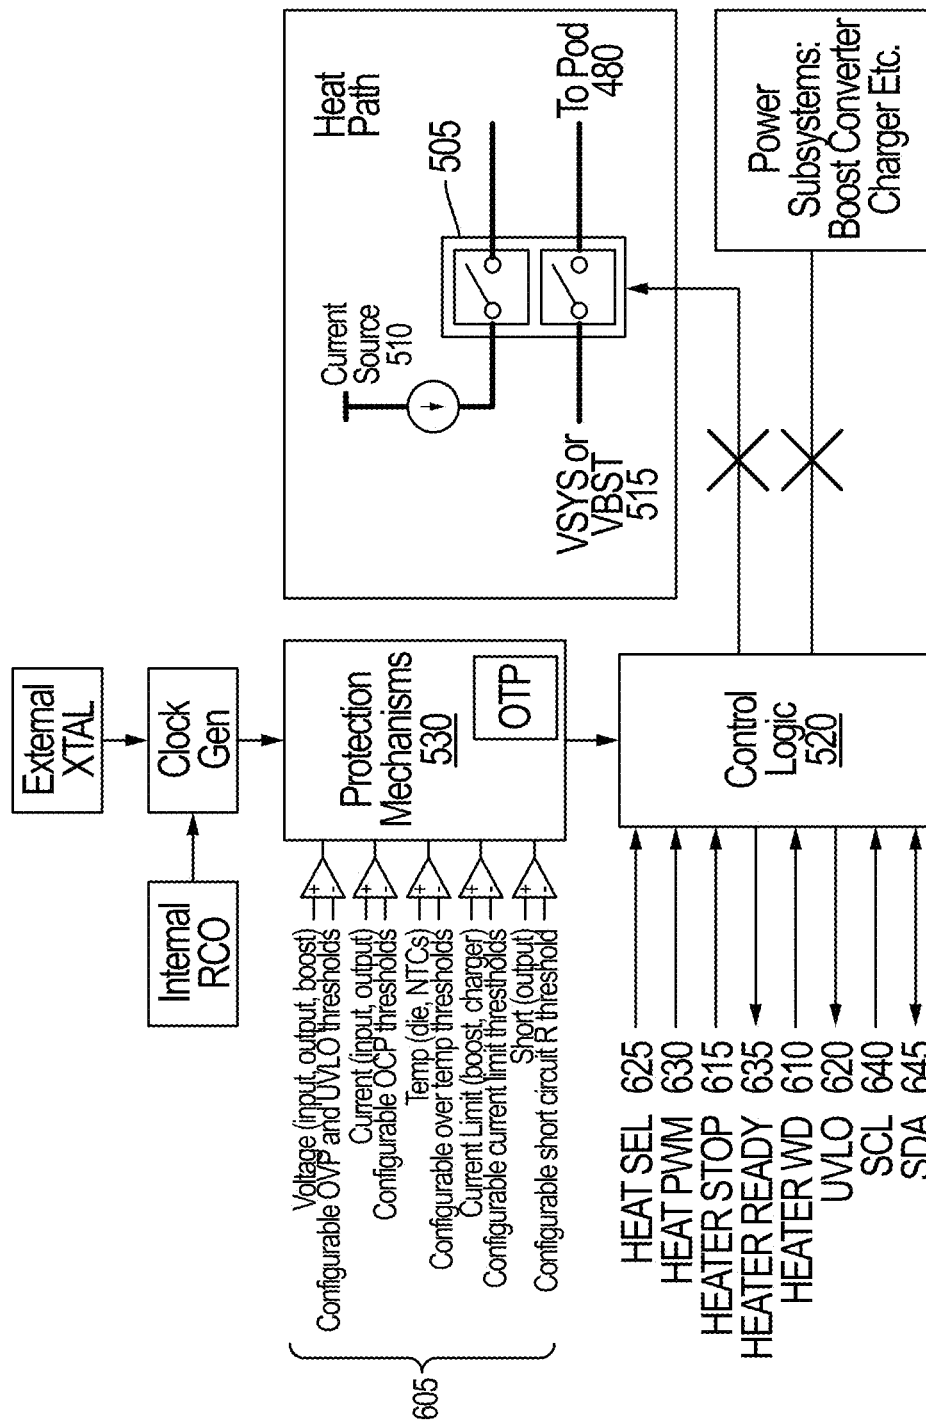 External
XTAL
Internal
RCO
Clock
Gen
605
Voltage (input, output, boost)
Configurable OVP and UVLO thresholds
Current (input, output)
Configurable OCP thresholds
Temp (die, NTCs)
Configurable over temp thresholds
Current Limit (boost, charger)
Configurable current limit threstholds
Short (output)
Configurable short circuit R threshold
Protection
Mechanisms
530
OTP
Heat
Path
Current
Source
510
505
VSYS or
VBST
515
To Pod
480
HEAT SEL 625
HEAT PWM 630
HEATER STOP 615
HEATER READY 635
HEATER WD 610
UVLO 620
SCL 640
SDA 645
Control
Logic
520
Power
Subsystems:
Boost Converter
Charger Etc.